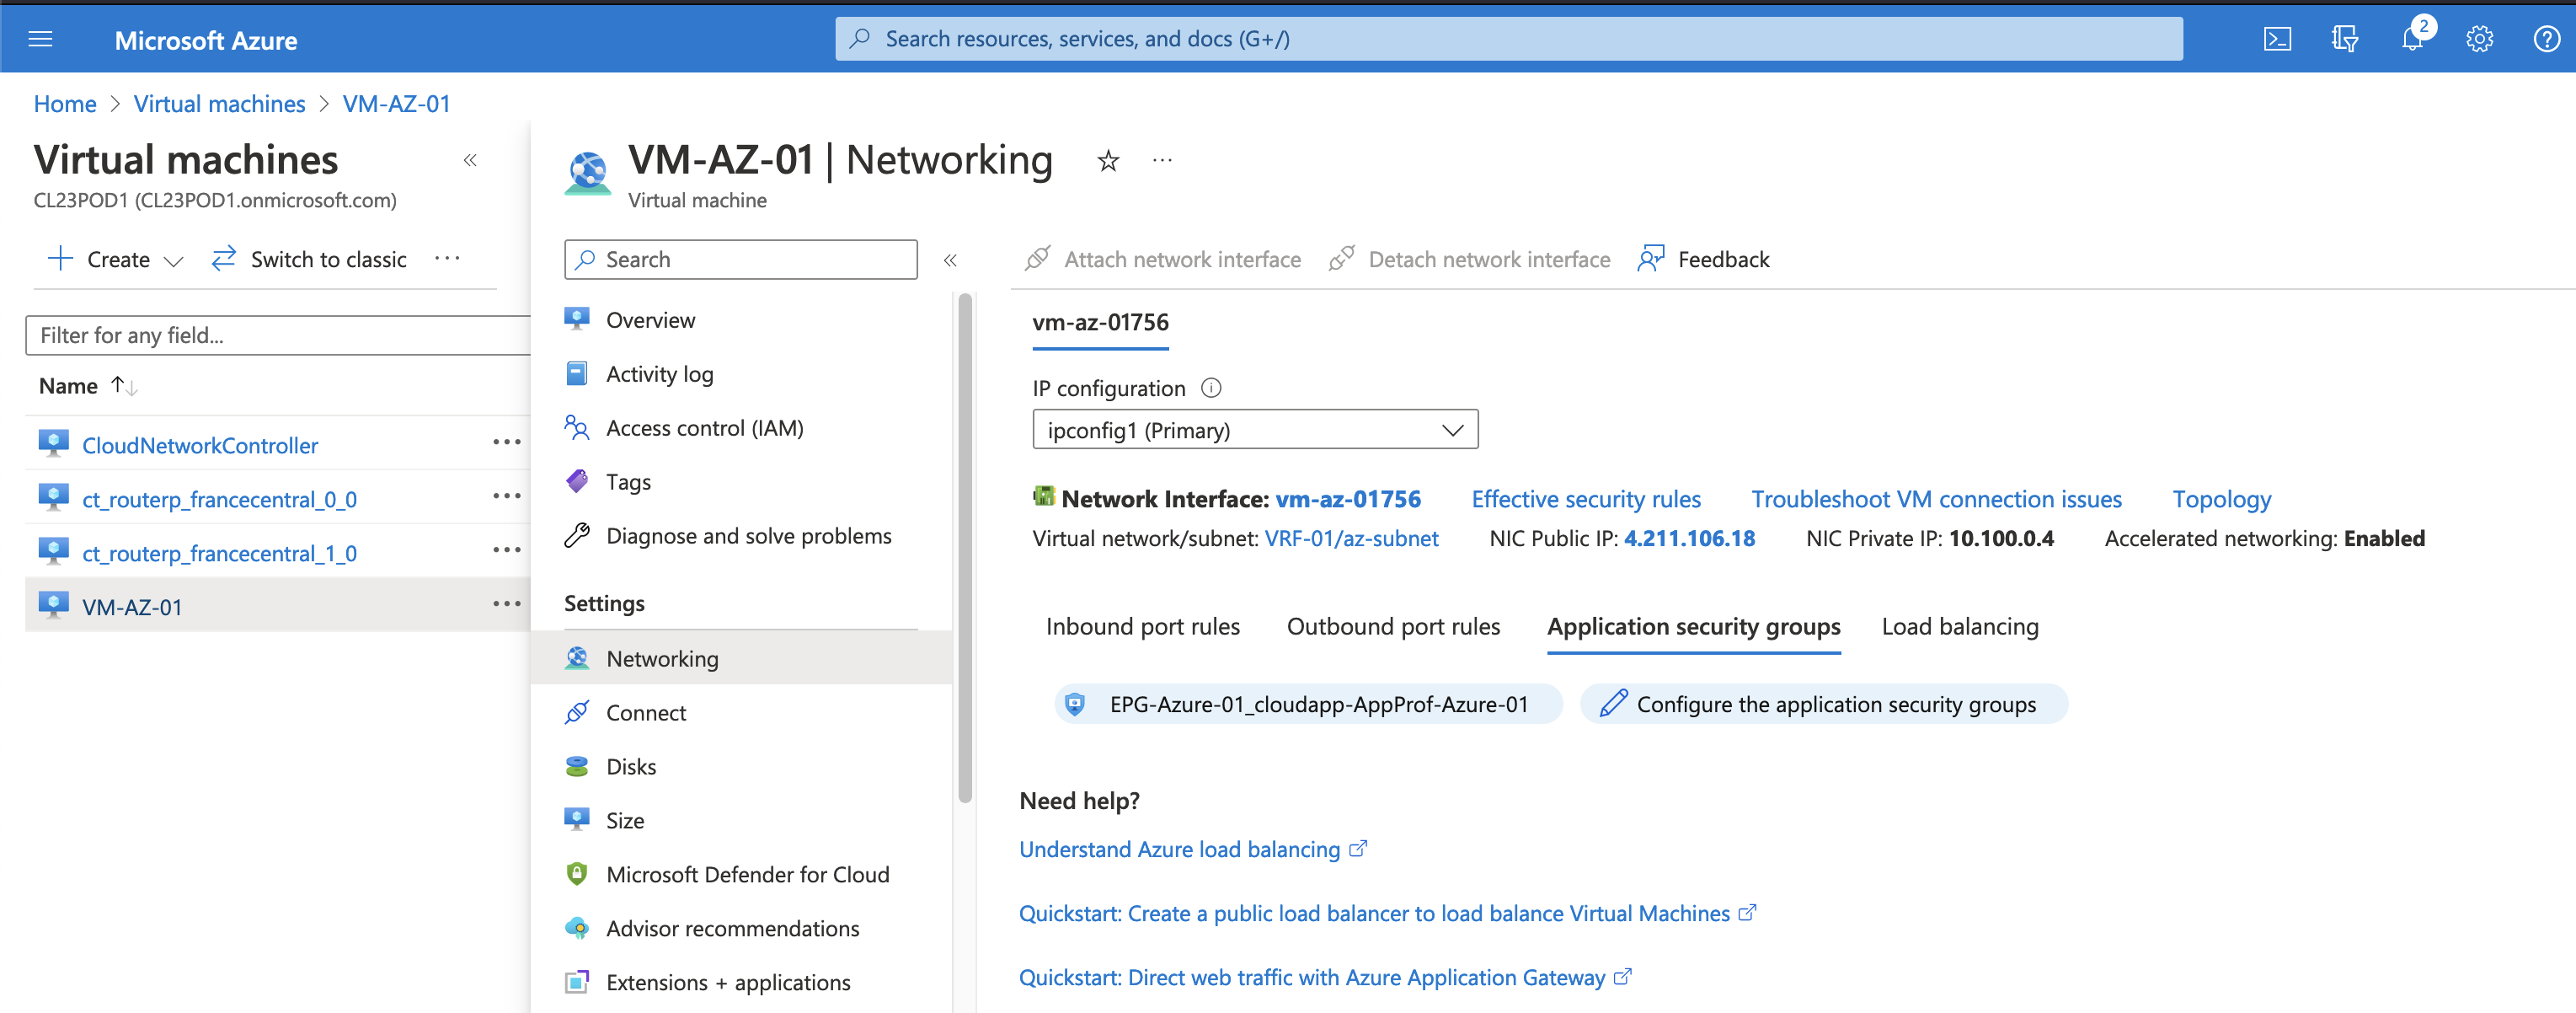 Microsoft Azure
Search resources, services, and docs (G+/)
2
Home > Virtual machines > VM-AZ-01
Virtual machines
CL23POD1 (CL23POD1.onmicrosoft.com)
Create
Switch to classic
Filter for any field...
Name
CloudNetworkController
ct_routerp_francecentral_0_0
ct_routerp_francecentral_1_0
VM-AZ-01
VM-AZ-01 | Networking
Virtual machine
Search
Overview
Activity log
Access control (IAM)
Tags
Diagnose and solve problems
Settings
Networking
Connect
Disks
Size
Microsoft Defender for Cloud
Advisor recommendations
Extensions + applications
Attach network interface Detach network interface Feedback
vm-az-01756
IP configuration
ipconfig1 (Primary)
Network Interface: vm-az-01756 Effective security rules Troubleshoot VM connection issues Topology
Virtual network/subnet: VRF-01/az-subnet NIC Public IP: 4.211.106.18 NIC Private IP: 10.100.0.4 Accelerated networking: Enabled
Inbound port rules Outbound port rules Application security groups Load balancing
EPG-Azure-01_cloudapp-AppProf-Azure-01 Configure the application security groups
Need help?
Understand Azure load balancing
Quickstart: Create a public load balancer to load balance Virtual Machines
Quickstart: Direct web traffic with Azure Application Gateway